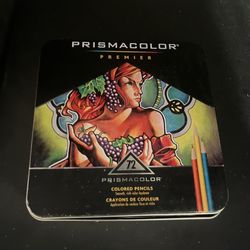 PRISMACOLOR®
PREMIER
72
PRISMACOLOR
COLORED PENCILS
CRAYONS DE COULEUR